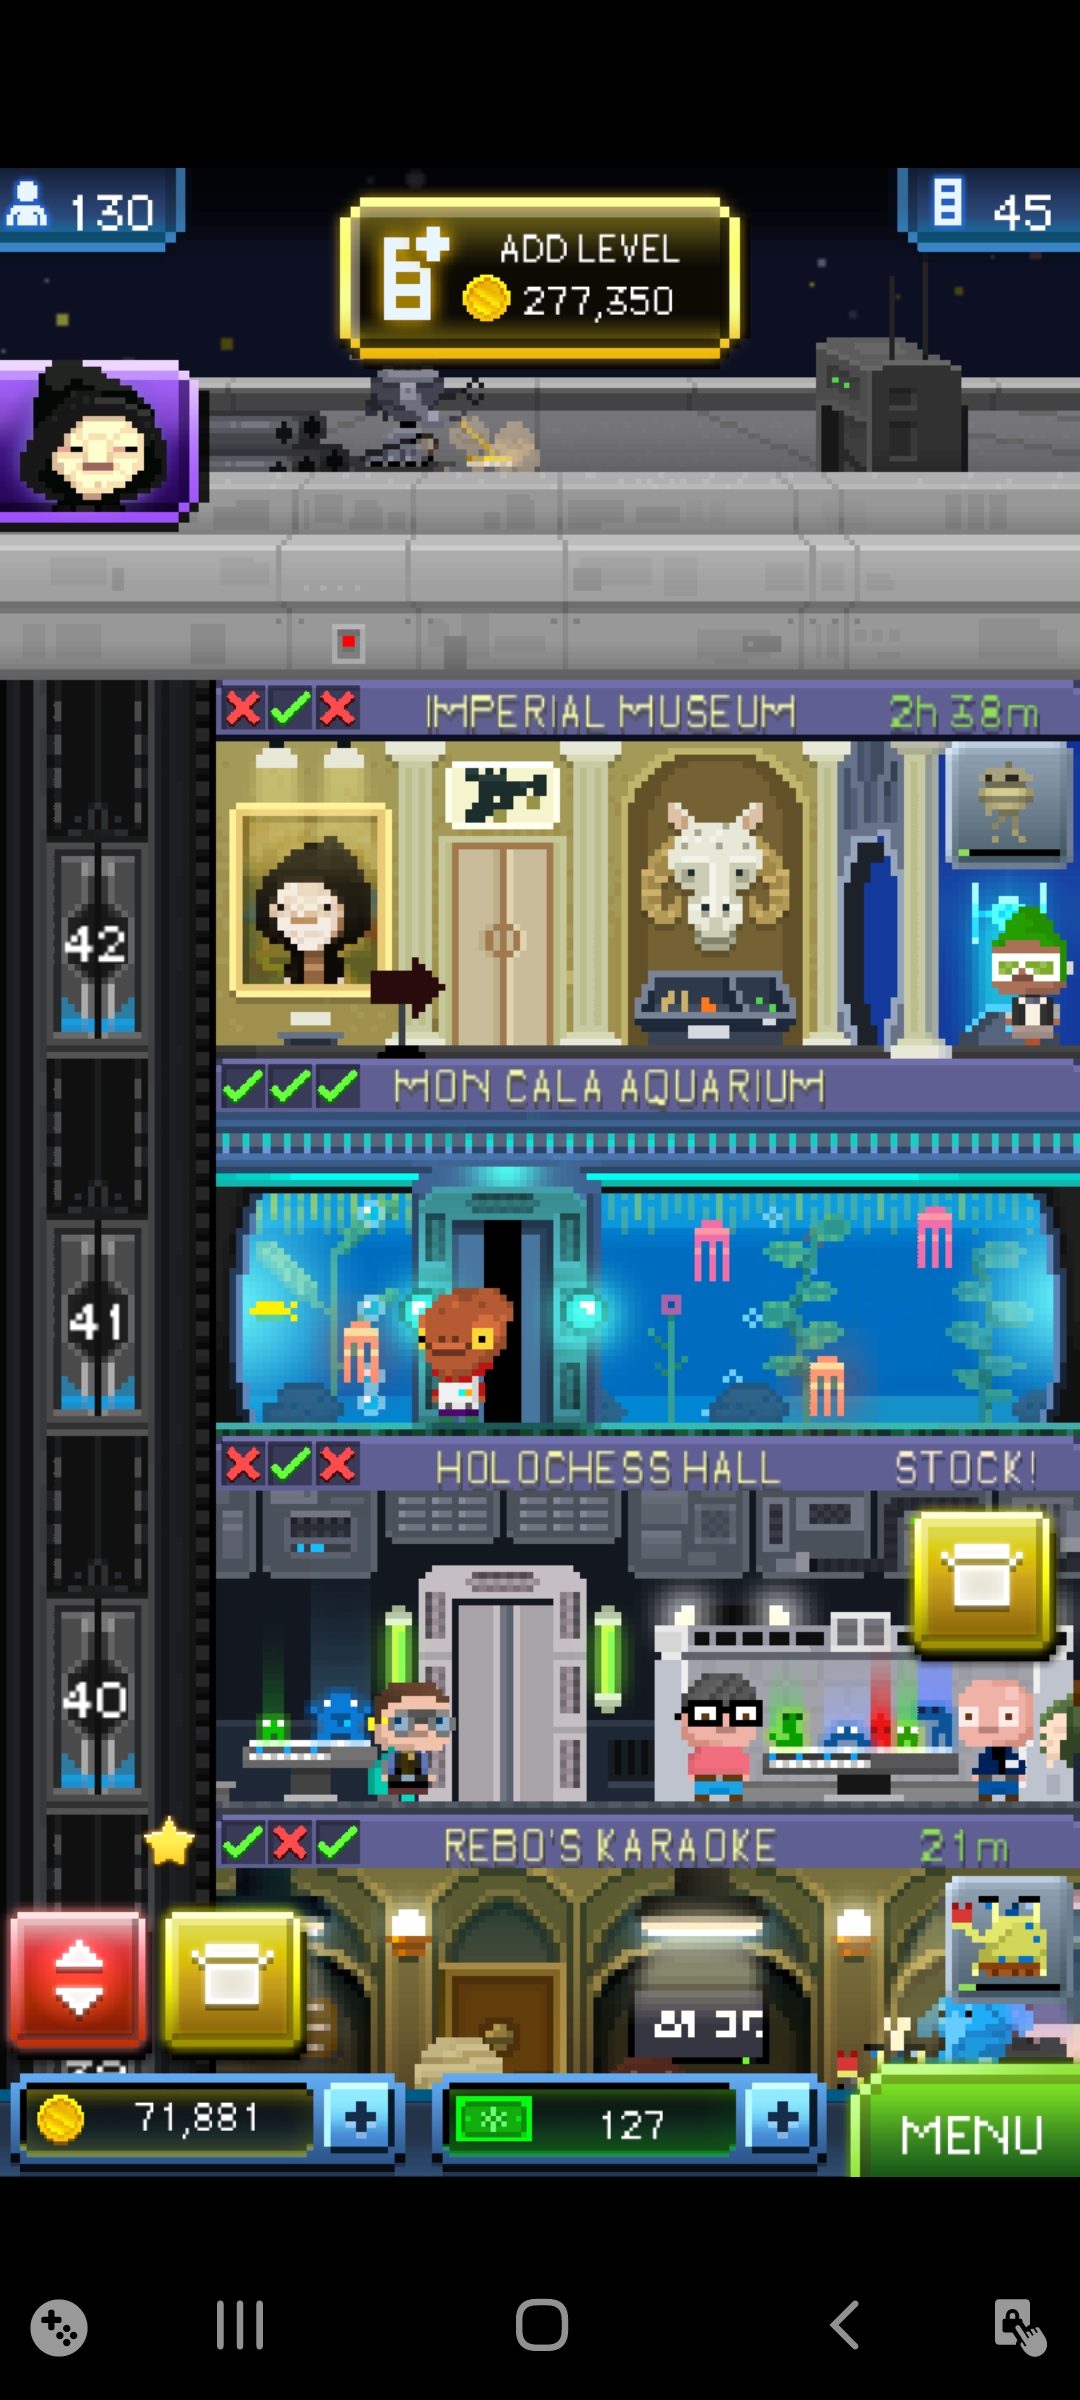 130
45
ADD LEVEL
277,350
IMPERIAL MUSEUM 2h 38m
42
MON CALA AQUARIUM
41
HOLOCHESS HALL STOCK!
40
REBO'S KARAOKE 21m
71,881
127
MENU